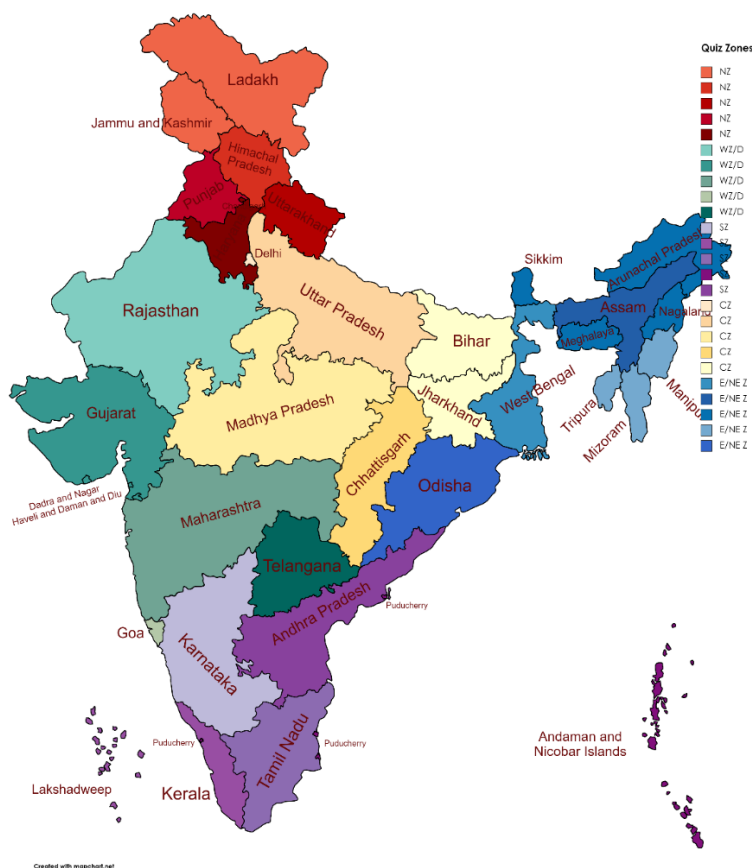 Quiz Zones
NZ
NZ
NZ
NZ
NZ
WZ/D
WZ/D
WZ/D
WZ/D
WZ/D
SZ
SZ
SZ
SZ
CZ
CZ
CZ
CZ
CZ
E/NE Z
E/NE Z
E/NE Z
E/NE Z
E/NE Z
Ladakh
Jammu and Kashmir
Himachal
Pradesh
Punjab
Uttarakhand
Delhi
Rajasthan
Uttar Pradesh
Bihar
Sikkim
Arunachal Pradesh
Assam
Nagaland
Meghalaya
Manipu
Tripura
Mizoram
West Bengal
Jharkhand
Gujarat
Madhya Pradesh
Chhattisgarh
Odisha
Dadra and Nagar
Haveli and Daman and Diu
Maharashtra
Telangana
Andhra Pradesh
Puducherry
Goa
Karnataka
Puducherry
Puducherry
Tamil Nadu
Kerala
Lakshadweep
Andaman and
Nicobar Islands
Created with mapchart.net